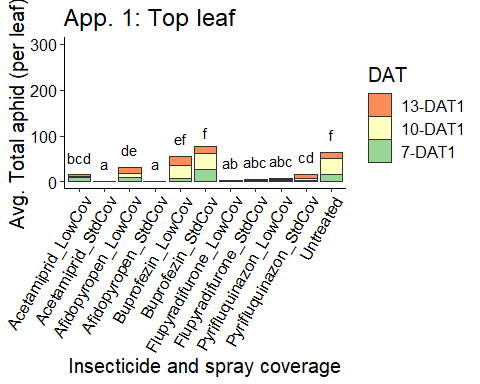 App. 1: Top leaf
Avg. Total aphid (per leaf)
300
200
100
0
bcd
a
de
a
ef
f
ab
abc
abc
cd
f
DAT
13-DAT1
10-DAT1
7-DAT1
Acetamiprid_LowCov
Acetamiprid_StdCov
Afidopyropen_LowCov
Afidopyropen_StdCov
Buprofezin_LowCov
Buprofezin_StdCov
Flupyradifurone_LowCov
Flupyradifurone_StdCov
Pyrifluquinazon_LowCov
Pyrifluquinazon_StdCov
Untreated
Insecticide and spray coverage